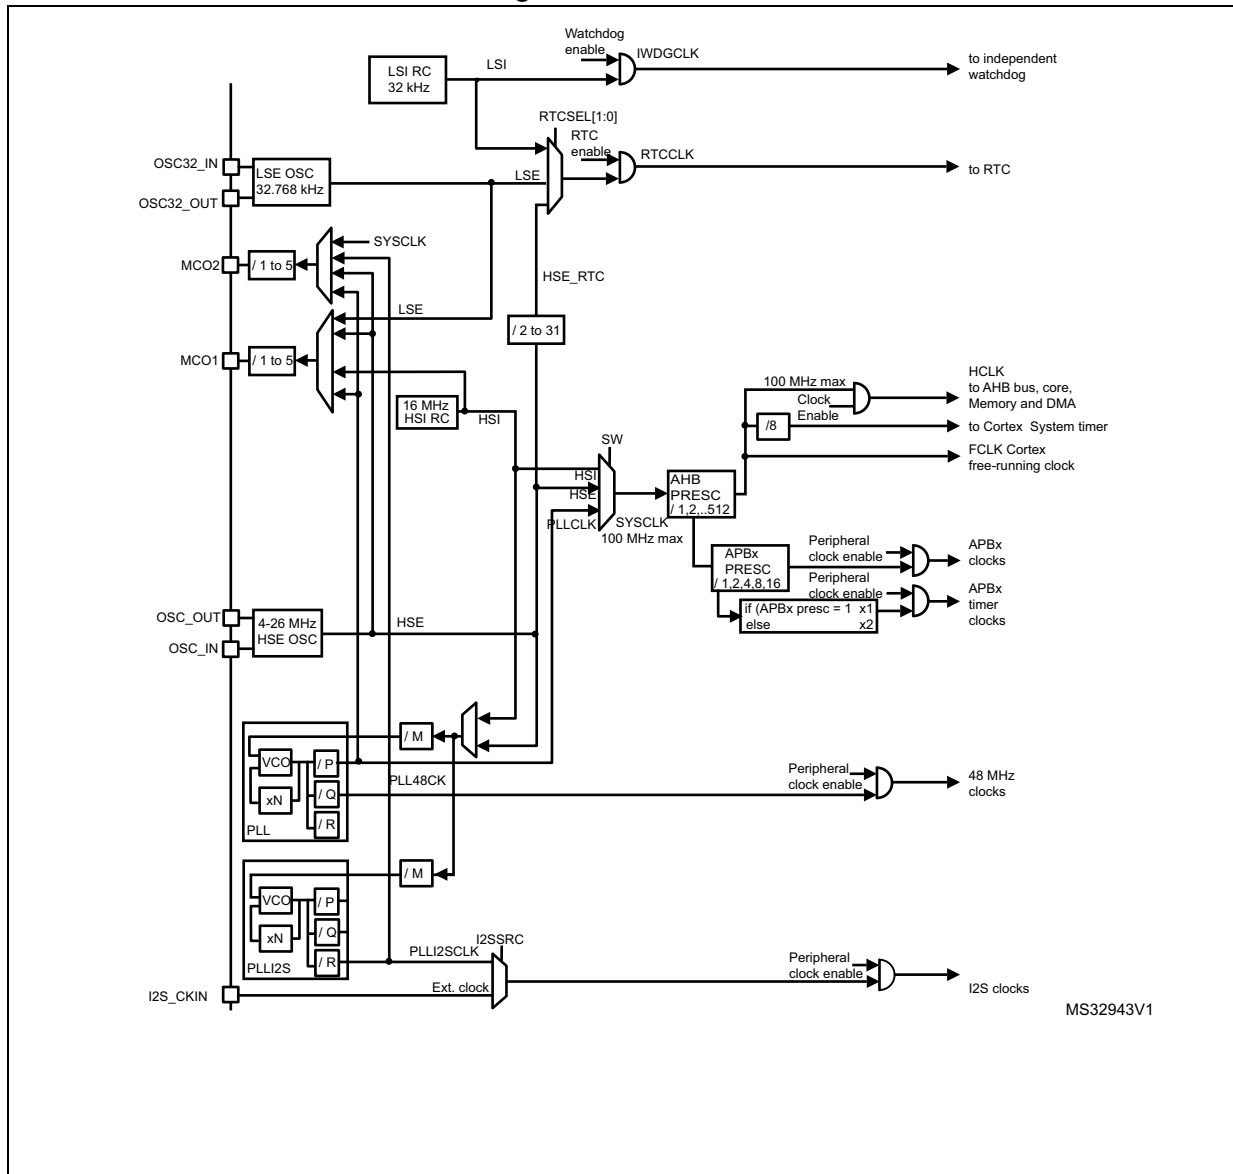 Watchdog
enable
IWDGCLK
LSI RC
32 kHz
LSI
to independent
watchdog
RTCSEL[1:0]
RTC
enable
RTCCLK
to RTC
OSC32_IN
OSC32_OUT
LSE OSC
32.768 kHz
LSE
SYSCLK
MCO2
/ 1 to 5
HSE_RTC
LSE
/ 2 to 31
MCO1
/ 1 to 5
16 MHz
HSI RC
HSI
100 MHz max
Clock
Enable
HCLK
to AHB bus, core,
Memory and DMA
/8
to Cortex System timer
FCLK Cortex
free-running clock
SW
HSI
HSE
PLLCLK
SYSCLK
100 MHz max
AHB
PRESC
/ 1,2,..512
APBx
PRESC
/ 1,2,4,8,16
Peripheral
clock enable
APBx
clocks
Peripheral
clock enable
APBx
timer
clocks
if (APBx presc = 1 x1
else x2
OSC_OUT
OSC_IN
4-26 MHz
HSE OSC
HSE
/ M
VCO
/ P
xN
/ Q
/ R
PLL
PLL48CK
Peripheral
clock enable
48 MHz
clocks
/ M
VCO
/ P
xN
/ Q
/ R
PLLI2S
PLLI2SCLK
I2SSRC
Ext. clock
I2S_CKIN
Peripheral
clock enable
I2S clocks
MS32943V1